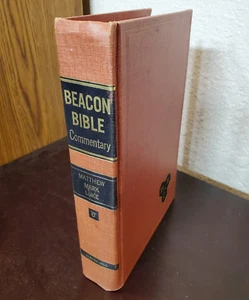 BEACON
BIBLE
Commentary
MATTHEW
MARK
LUKE